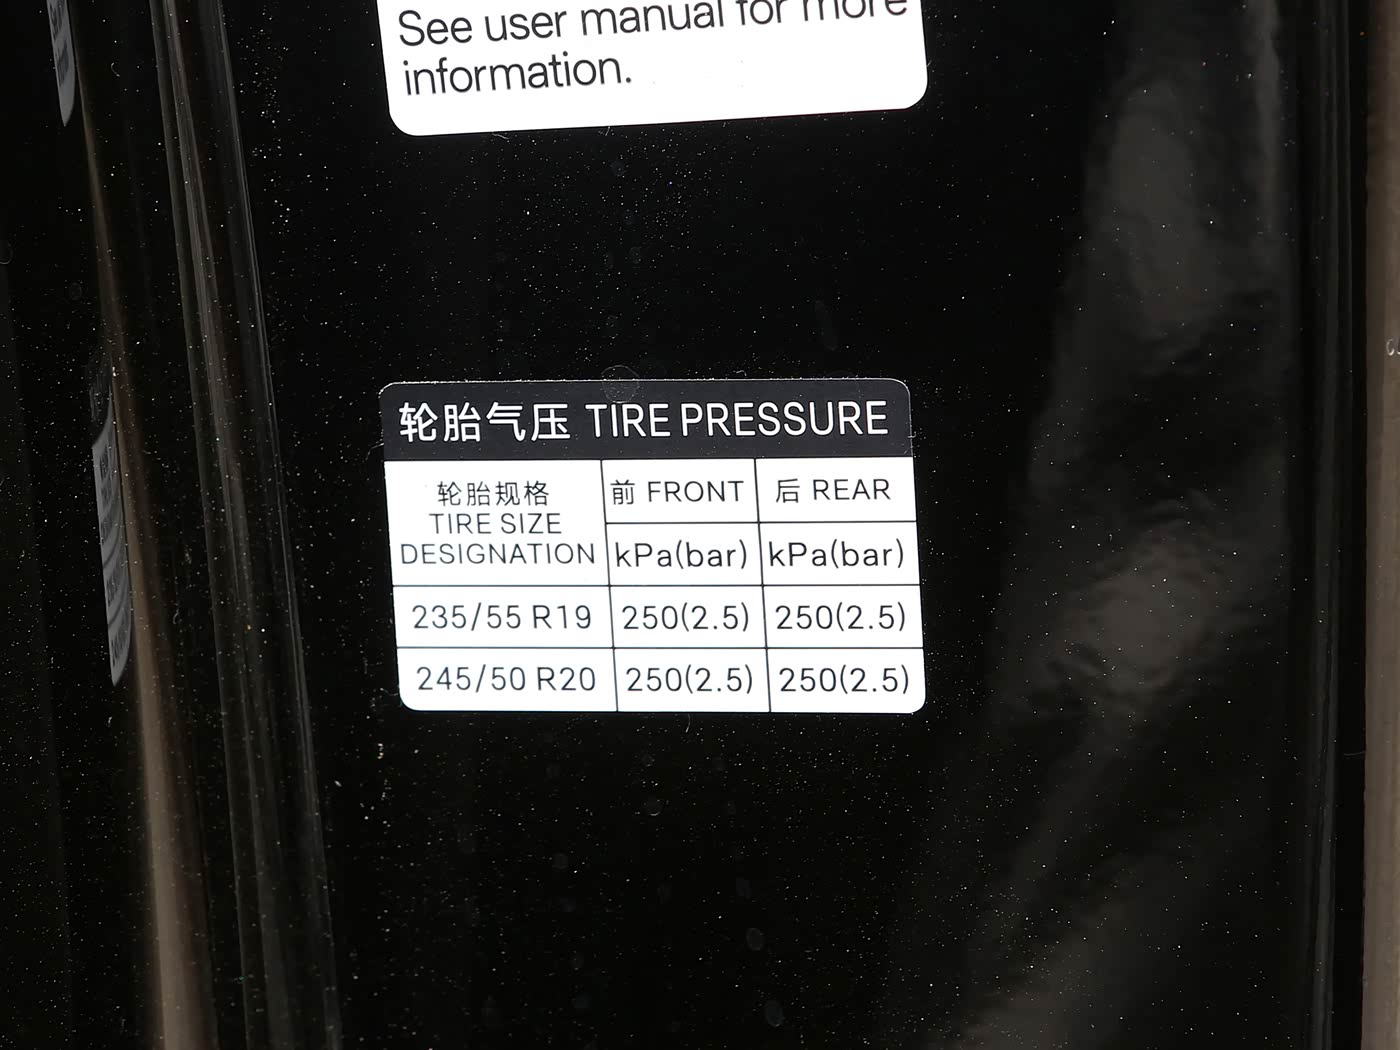 See user manual for more
information.
轮胎气压 TIRE PRESSURE
轮胎规格
TIRE SIZE
DESIGNATION
前 FRONT
后 REAR
kPa(bar)
kPa(bar)
235/55 R19
250(2.5)
250(2.5)
245/50 R20
250(2.5)
250(2.5)